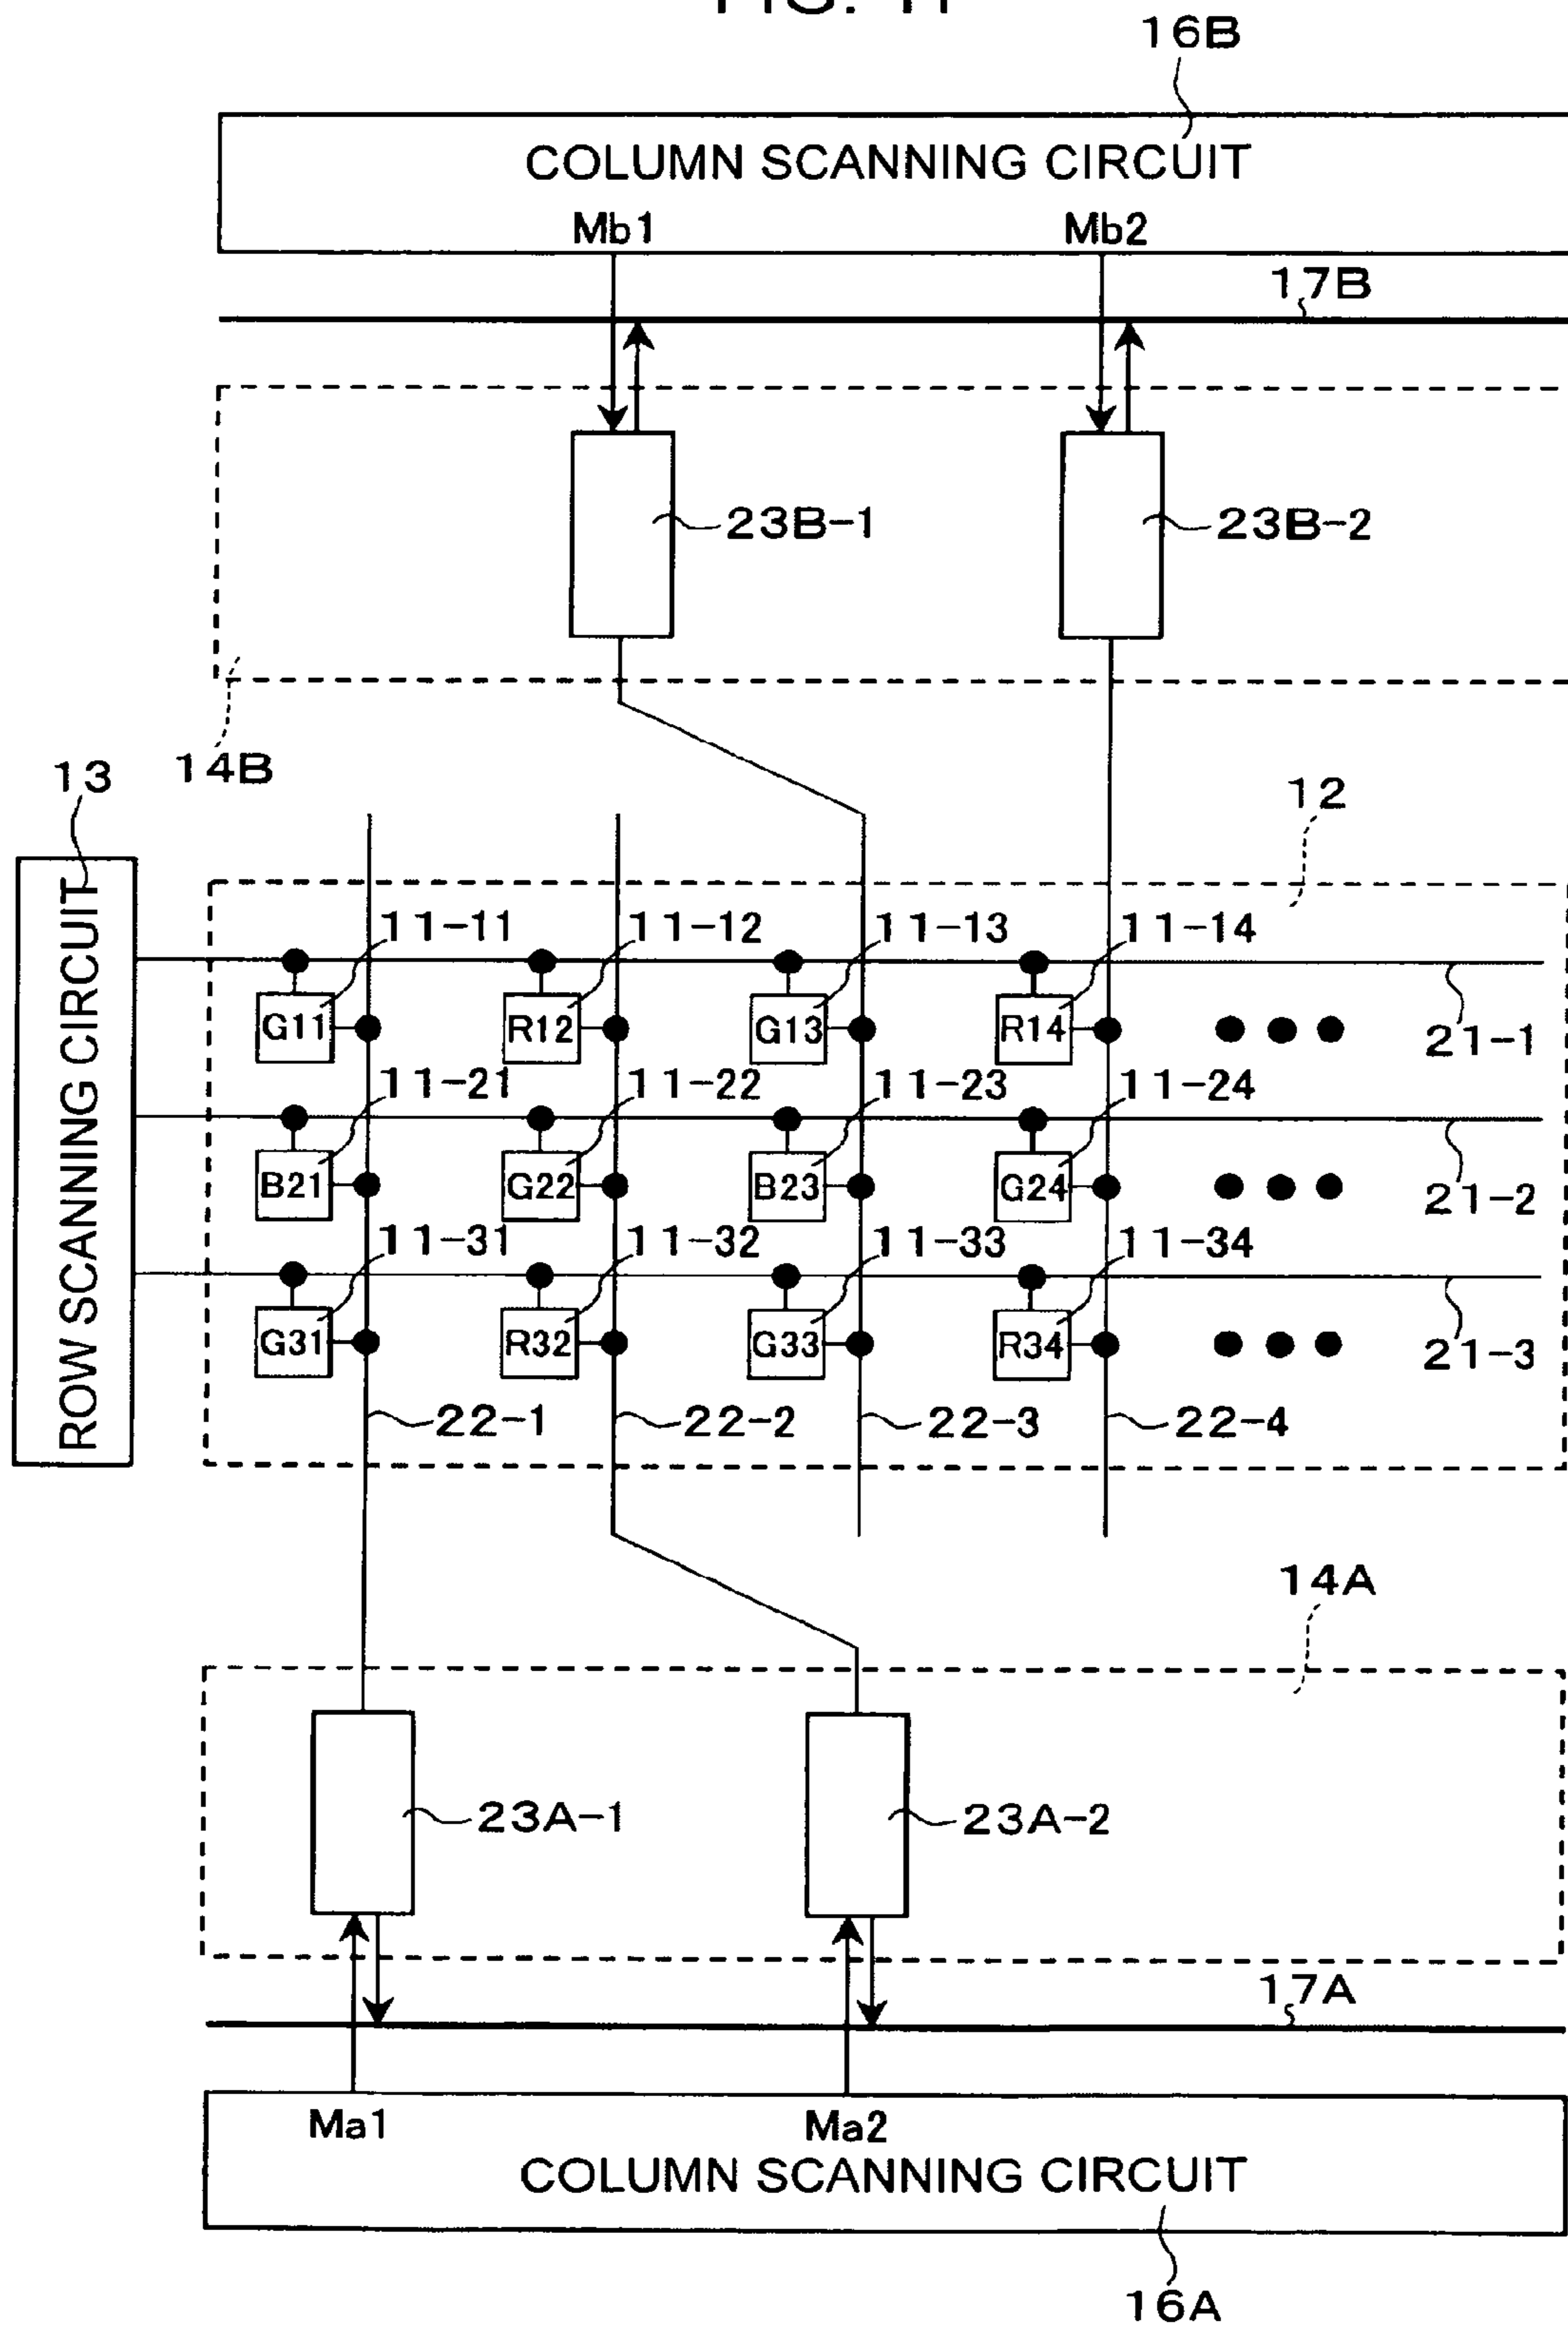 16B
COLUMN SCANNING CIRCUIT
Mb1 Mb2
17B
23B-1 23B-2
14B
13
12
ROW SCANNING CIRCUIT
11-11 11-12 11-13 11-14
G11 R12 G13 R14
21-1
11-21 11-22 11-23 11-24
B21 G22 B23 G24
21-2
11-31 11-32 11-33 11-34
G31 R32 G33 R34
21-3
22-1 22-2 22-3 22-4
14A
23A-1 23A-2
17A
Ma1 Ma2
COLUMN SCANNING CIRCUIT
16A